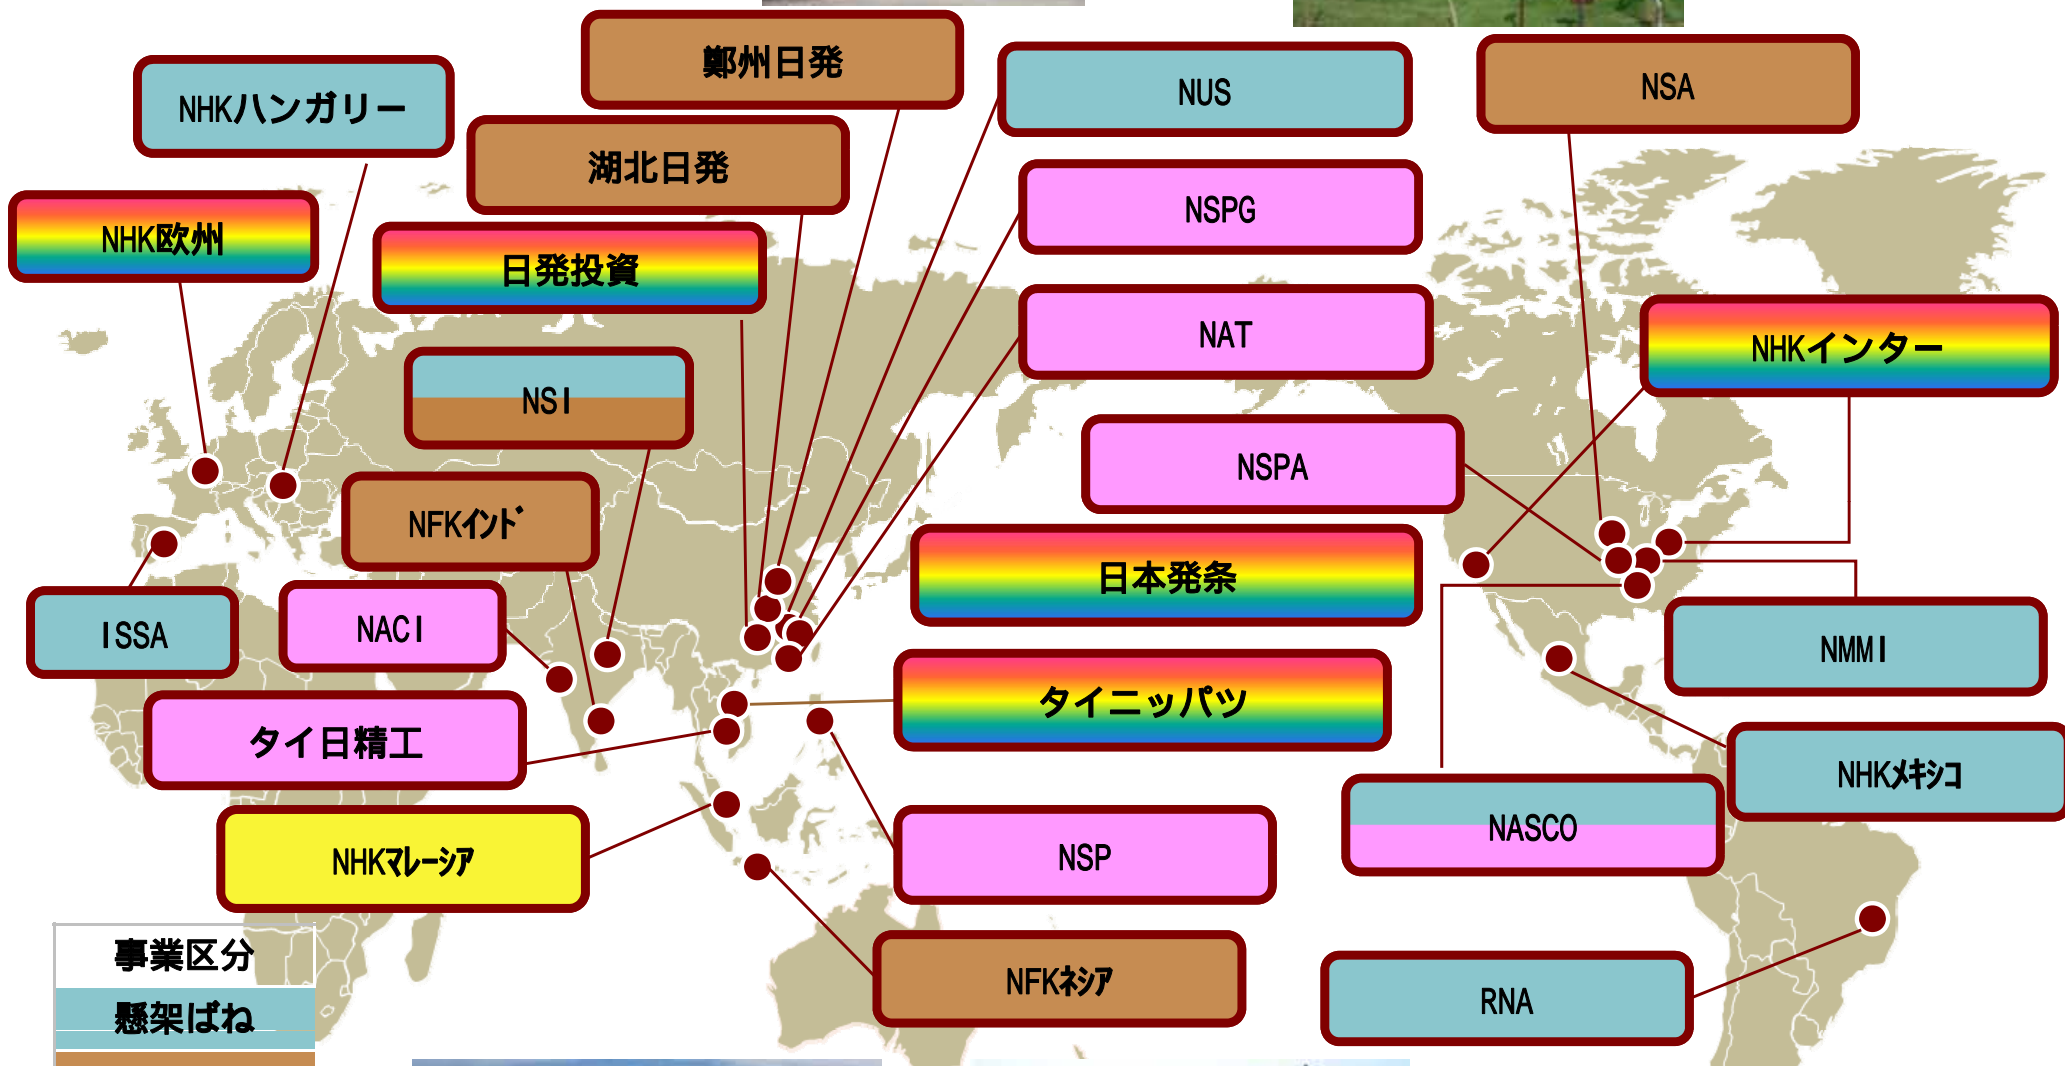 鄭州日発
NUS
NSA
NHKハンガリー
湖北日発
NSPG
NHK欧州
日発投資
NAT
NHKインター
NSI
NSPA
NFKインド
日本発条
ISSA
NACI
NMMI
タイニッパツ
タイ日精工
NHKメキシコ
NASCO
NHKマレーシア
NSP
事業区分
NFKネシア
RNA
懸架ばね